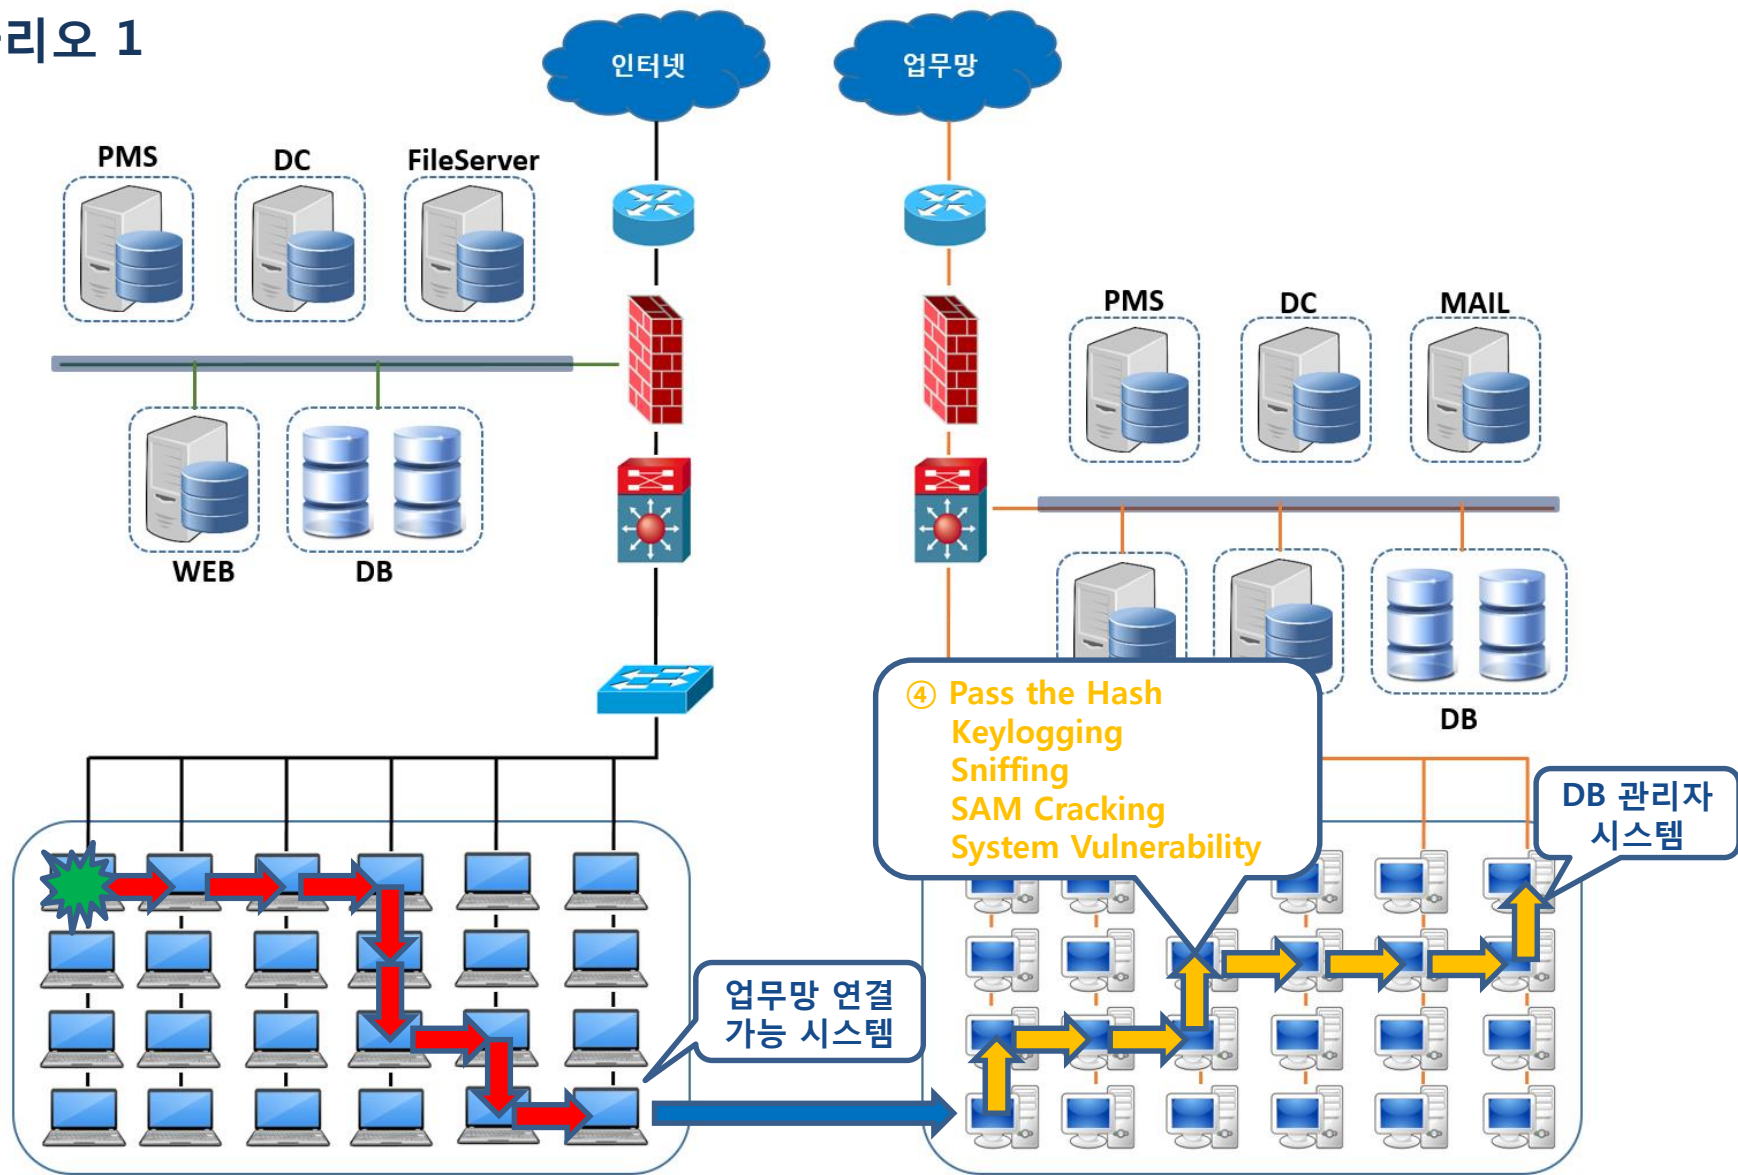 리오 1
인터넷
업무망
PMS
DC
FileServer
PMS
DC
MAIL
WEB
DB
④ Pass the Hash
Keylogging
Sniffing
SAM Cracking
System Vulnerability
DB
DB 관리자
시스템
업무망 연결
가능 시스템